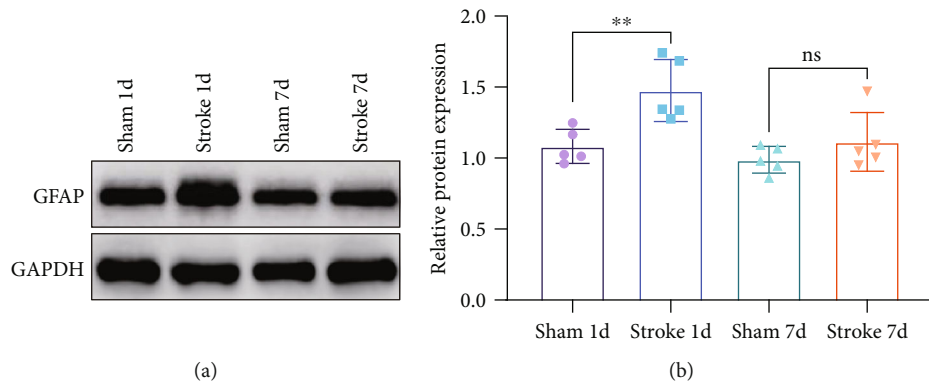 Sham 1d
Stroke 1d
Sham 7d
Stroke 7d
GFAP
GAPDH
(a)
Relative protein expression
2.0
1.5
1.0
0.5
0.0
**
ns
Sham 1d
Stroke 1d
Sham 7d
Stroke 7d
(b)